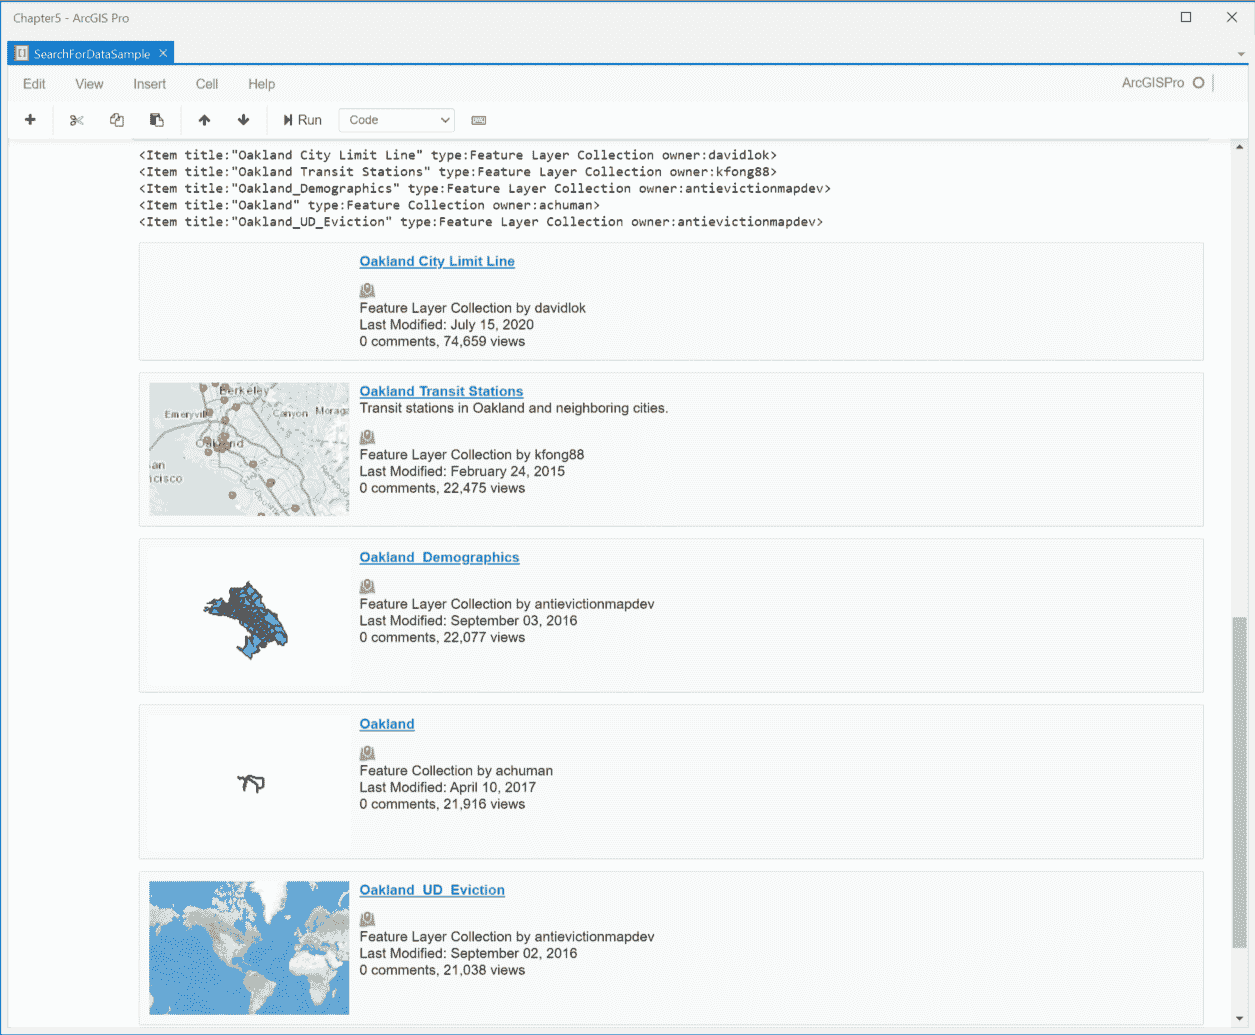 Chapter5 - ArcGIS Pro
SearchForDataSample
Edit View Insert Cell Help
ArcGISPro
Run Code
<Item title:"Oakland City Limit Line" type:Feature Layer Collection owner:davidlok>
<Item title:"Oakland Transit Stations" type:Feature Layer Collection owner:kfong88>
<Item title:"Oakland_Demographics" type:Feature Layer Collection owner:antievictionmapdev>
<Item title:"Oakland" type:Feature Collection owner:achuman>
<Item title:"Oakland_UD_Eviction" type:Feature Layer Collection owner:antievictionmapdev>
Oakland City Limit Line
Feature Layer Collection by davidlok
Last Modified: July 15, 2020
0 comments, 74,659 views
Berkeley
Emeryville
Canyon Moraga
Oakland
an
ncisco
Oakland Transit Stations
Transit stations in Oakland and neighboring cities.
Feature Layer Collection by kfong88
Last Modified: February 24, 2015
0 comments, 22,475 views
Oakland_Demographics
Feature Layer Collection by antievictionmapdev
Last Modified: September 03, 2016
0 comments, 22,077 views
Oakland
Feature Collection by achuman
Last Modified: April 10, 2017
0 comments, 21,916 views
Oakland_UD_Eviction
Feature Layer Collection by antievictionmapdev
Last Modified: September 02, 2016
0 comments, 21,038 views